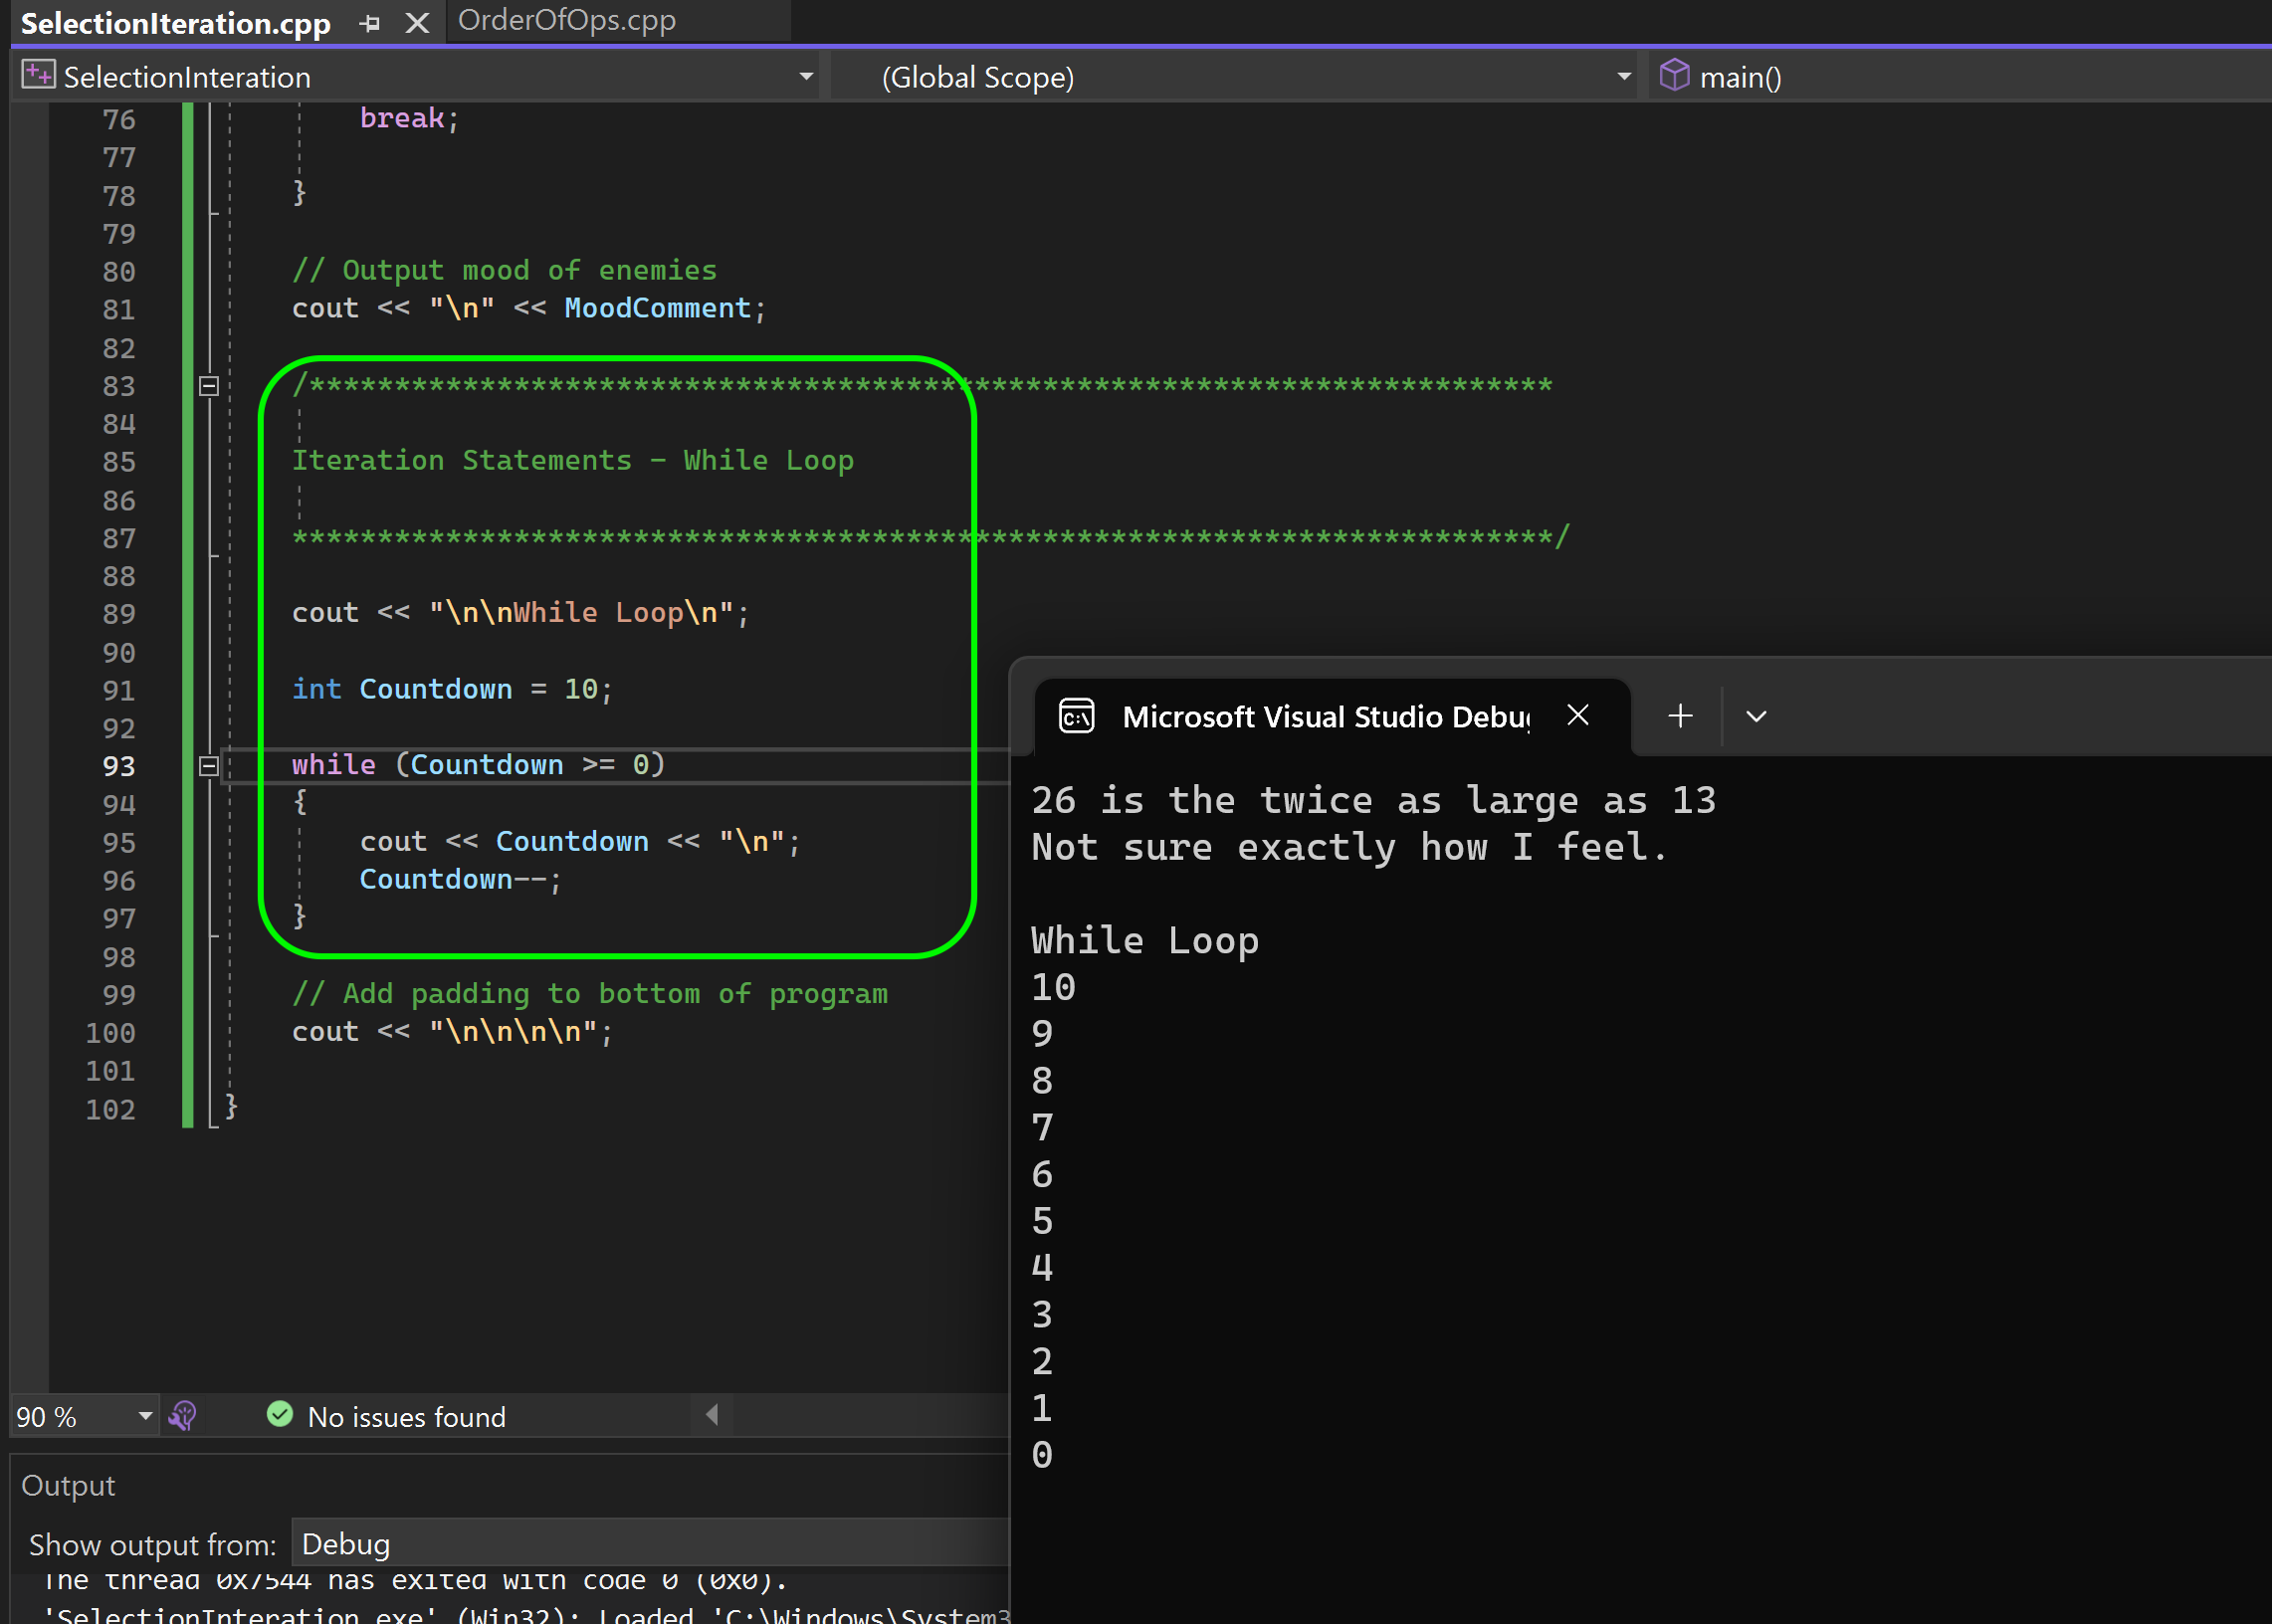 SelectionIteration.cpp
OrderOfOps.cpp
SelectionInteration
(Global Scope)
main()
76 break;
77
78 }
79
80 // Output mood of enemies
81 cout << "\n" << MoodComment;
82
83 /*************************************************************************
84
85 Iteration Statements - While Loop
86
87 **************************************************************************/
88
89 cout << "\n\nWhile Loop\n";
90
91 int Countdown = 10;
92
93 while (Countdown >= 0)
94 {
95 cout << Countdown << "\n";
96 Countdown--;
97 }
98
99 // Add padding to bottom of program
100 cout << "\n\n\n\n";
101
102 }
90 %
No issues found
Output
Show output from: Debug
The thread 0x7544 has exited with code 0 (0x0).
'SelectionInteration.exe' (Win32): Loaded 'C:\Windows\System3
C:\
Microsoft Visual Studio Debug
26 is the twice as large as 13
Not sure exactly how I feel.
While Loop
10
9
8
7
6
5
4
3
2
1
0